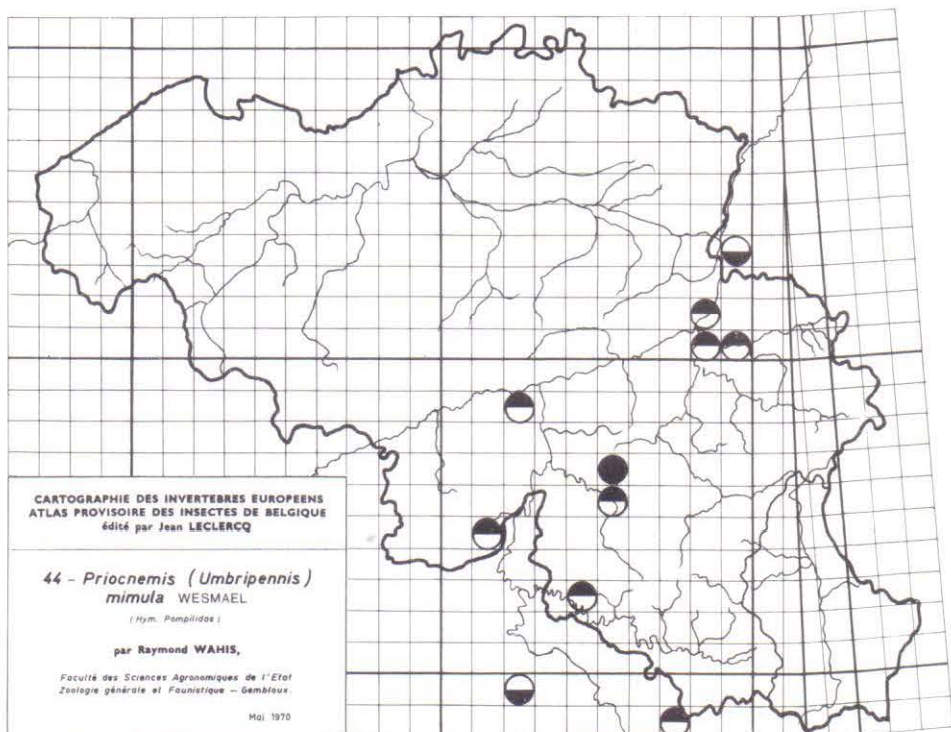 CARTOGRAPHIE DES INVERTEBRES EUROPEENS
ATLAS PROVISOIRE DES INSECTES DE BELGIQUE
édité par Jean LECLERCQ
44 - Priocnemis (Umbripennis)
mimula WESMAEL
(Hym. Pompilidae)
par Raymond WAHIS,
Faculté des Sciences Agronomiques de l'Etat
Zoologie générale et Faunistique - Gembloux.
Mai 1970